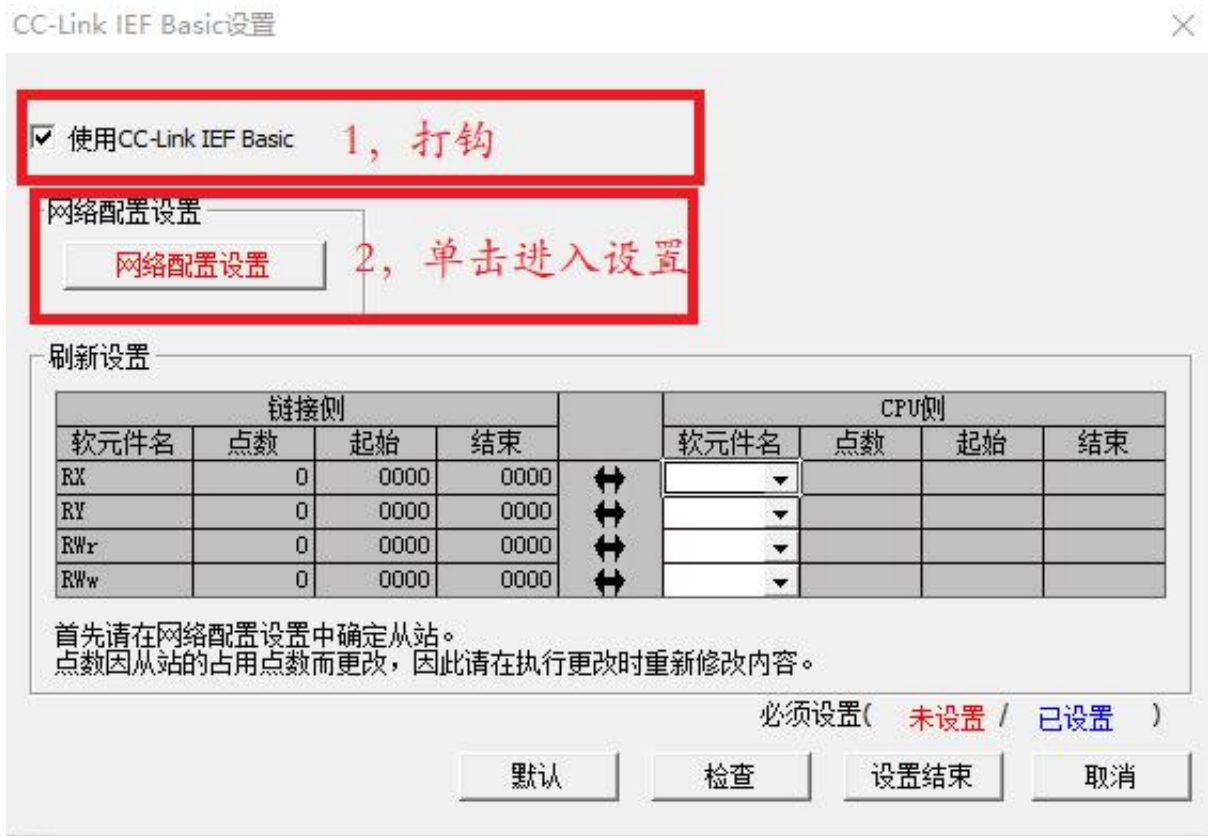 CC-Link IEF Basic设置
使用CC-Link IEF Basic 1，打钩
网络配置设置
网络配置设置 2，单击进入设置
刷新设置
链接侧 CPU侧
软元件名 点数 起始 结束 软元件名 点数 起始 结束
RX 0 0000 0000
RY 0 0000 0000
RWr 0 0000 0000
RWw 0 0000 0000
首先请在网络配置设置中确定从站。
点数因从站的占用点数而更改，因此请在执行更改时重新修改内容。
必须设置( 未设置 / 已设置 )
默认 检查 设置结束 取消